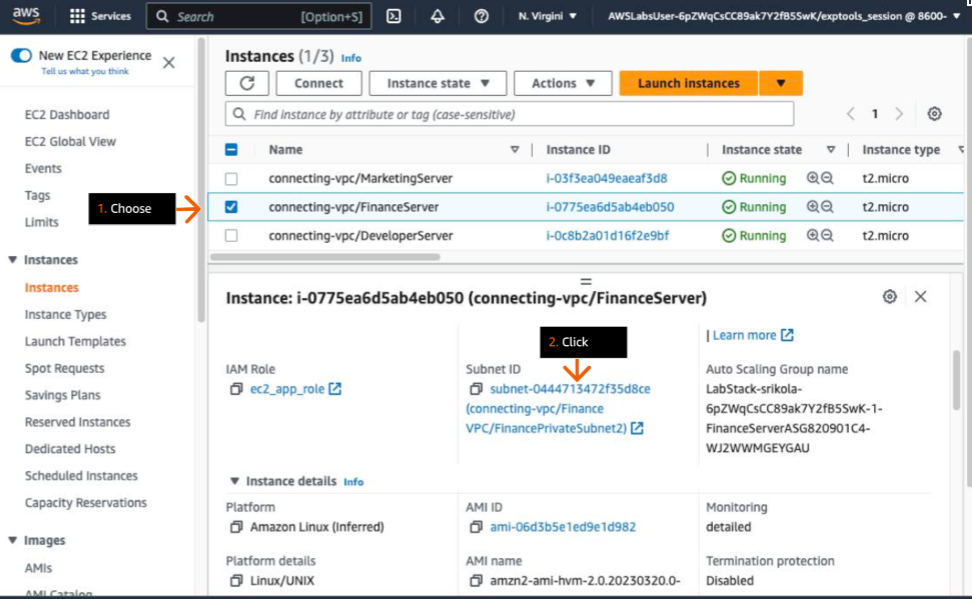 aws
Services
Search [Option+S]
N. Virgini
AWSLabsUser-6pZWqCsCC89ak7Y2fB5SwK/exptools_session @ 8600-
New EC2 Experience
Tell us what you think
EC2 Dashboard
EC2 Global View
Events
Tags
Limits
Instances
Instances
Instance Types
Launch Templates
Spot Requests
Savings Plans
Reserved Instances
Dedicated Hosts
Scheduled Instances
Capacity Reservations
Images
AMIs
AMI Catalog
1. Choose
Instances (1/3) Info
Connect Instance state Actions Launch instances
Find instance by attribute or tag (case-sensitive)
1
Name Instance ID Instance state Instance type
connecting-vpc/MarketingServer i-03f3ea049eaeaf3d8 Running t2.micro
connecting-vpc/FinanceServer i-0775ea6d5ab4eb050 Running t2.micro
connecting-vpc/DeveloperServer i-0c8b2a01d16f2e9bf Running t2.micro
Instance: i-0775ea6d5ab4eb050 (connecting-vpc/FinanceServer)
| Learn more
2. Click
IAM Role
ec2_app_role
Subnet ID
subnet-0444713472f35d8ce
(connecting-vpc/Finance
VPC/FinancePrivateSubnet2)
Auto Scaling Group name
LabStack-srikola-
6pZWqCsCC89ak7Y2fB5SwK-1-
FinanceServerASG820901C4-
WJ2WWMGEYGAU
Instance details Info
Platform
Amazon Linux (Inferred)
AMI ID
ami-06d3b5e1ed9e1d982
Monitoring
detailed
Platform details
Linux/UNIX
AMI name
amzn2-ami-hvm-2.0.20230320.0-
Termination protection
Disabled